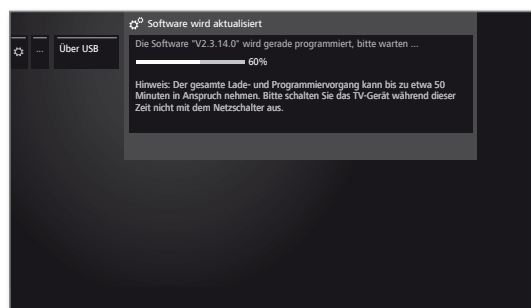 Software wird aktualisiert
... Über USB
Die Software "V2.3.14.0" wird gerade programmiert, bitte warten ...
60%
Hinweis: Der gesamte Lade- und Programmiervorgang kann bis zu etwa 50
Minuten in Anspruch nehmen. Bitte schalten Sie das TV-Gerät während dieser
Zeit nicht mit dem Netzschalter aus.